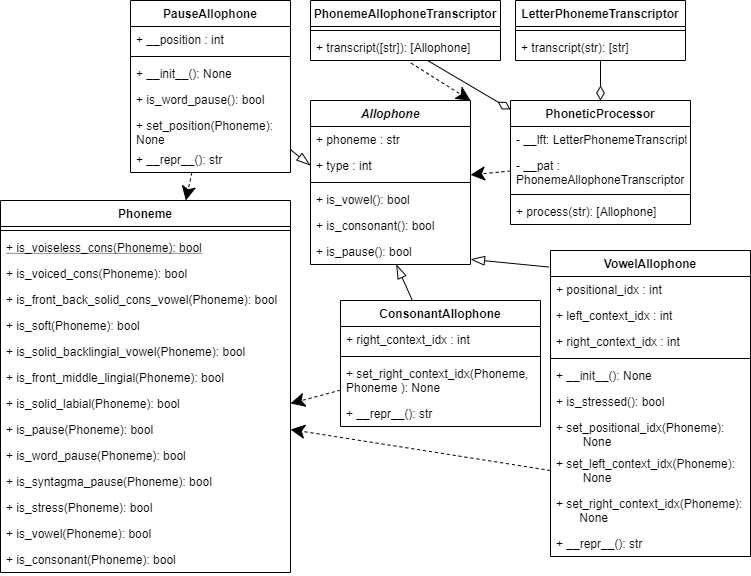 PauseAllophone
+ __position : int
+ __init__(): None
+ is_word_pause(): bool
+ set_position(Phoneme):
None
+ __repr__(): str
PhonemeAllophoneTranscriptor
+ transcript([str]): [Allophone]
LetterPhonemeTranscriptor
+ transcript(str): [str]
Allophone
+ phoneme : str
+ type : int
+ is_vowel(): bool
+ is_consonant(): bool
+ is_pause(): bool
PhoneticProcessor
- __lft: LetterPhonemeTranscript
- __pat :
PhonemeAllophoneTranscriptor
+ process(str): [Allophone]
Phoneme
+ is_voiseless_cons(Phoneme): bool
+ is_voiced_cons(Phoneme): bool
+ is_front_back_solid_cons_vowel(Phoneme): bool
+ is_soft(Phoneme): bool
+ is_solid_backlingial_vowel(Phoneme): bool
+ is_front_middle_lingial(Phoneme): bool
+ is_solid_labial(Phoneme): bool
+ is_pause(Phoneme): bool
+ is_word_pause(Phoneme): bool
+ is_syntagma_pause(Phoneme): bool
+ is_stress(Phoneme): bool
+ is_vowel(Phoneme): bool
+ is_consonant(Phoneme): bool
ConsonantAllophone
+ right_context_idx : int
+ set_right_context_idx(Phoneme,
Phoneme ): None
+ __repr__(): str
VowelAllophone
+ positional_idx : int
+ left_context_idx : int
+ right_context_idx : int
+ __init__(): None
+ is_stressed(): bool
+ set_positional_idx(Phoneme):
None
+ set_left_context_idx(Phoneme):
None
+ set_right_context_idx(Phoneme):
None
+ __repr__(): str